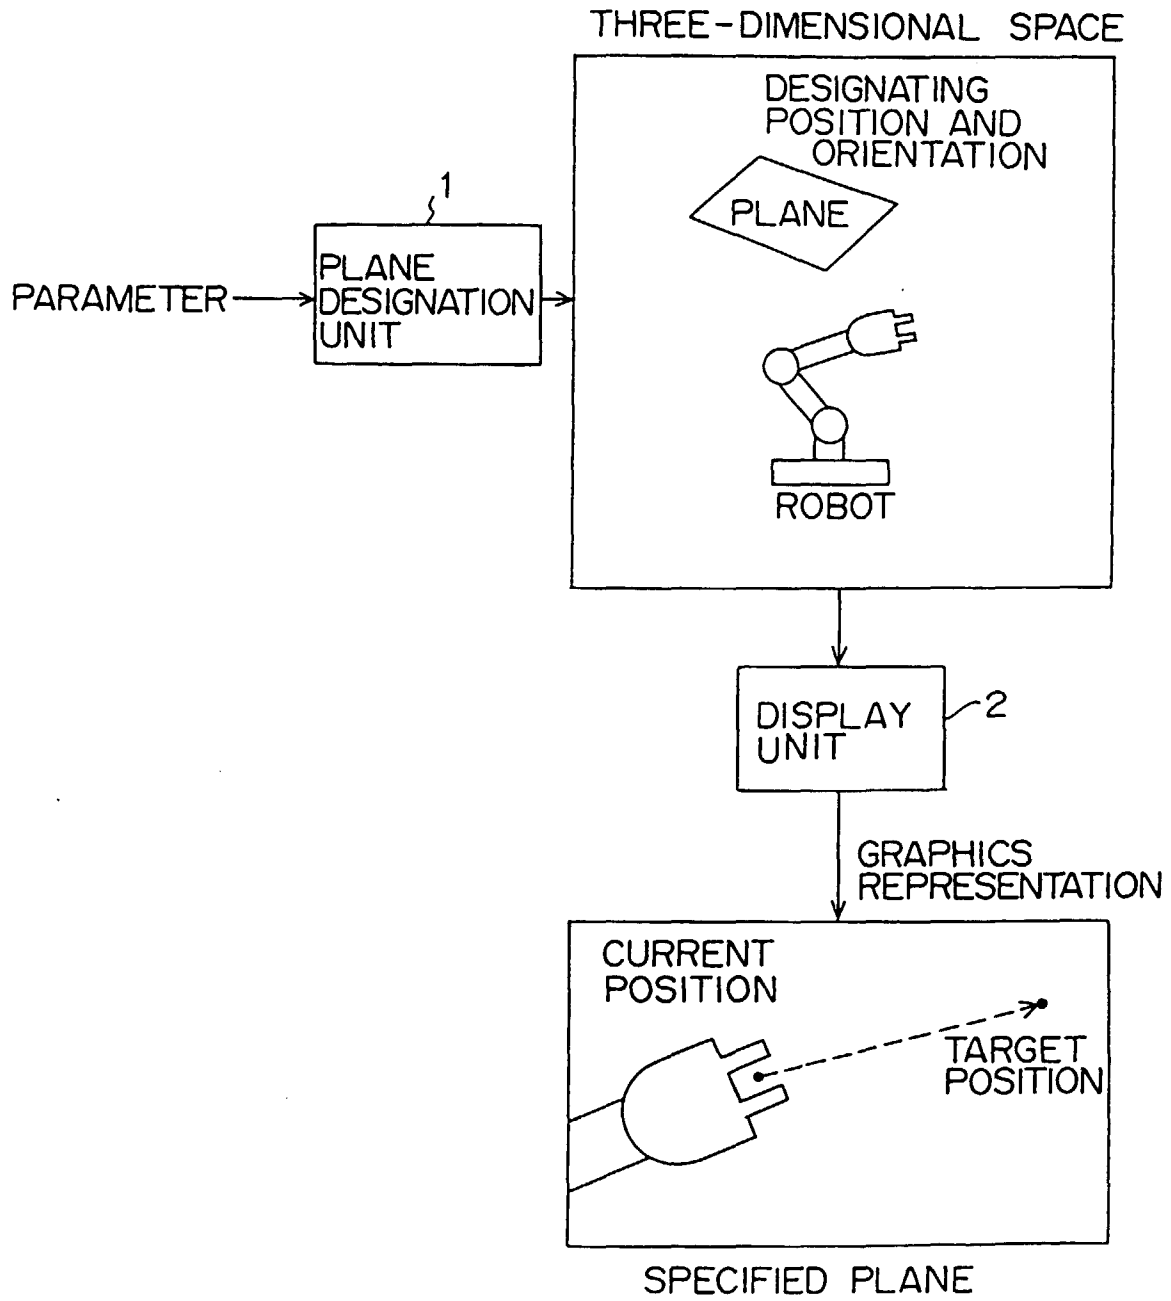 THREE-DIMENSIONAL SPACE
DESIGNATING
POSITION AND
ORIENTATION
PLANE
1
PLANE
DESIGNATION
UNIT
PARAMETER
ROBOT
DISPLAY
UNIT
2
GRAPHICS
REPRESENTATION
CURRENT
POSITION
TARGET
POSITION
SPECIFIED PLANE